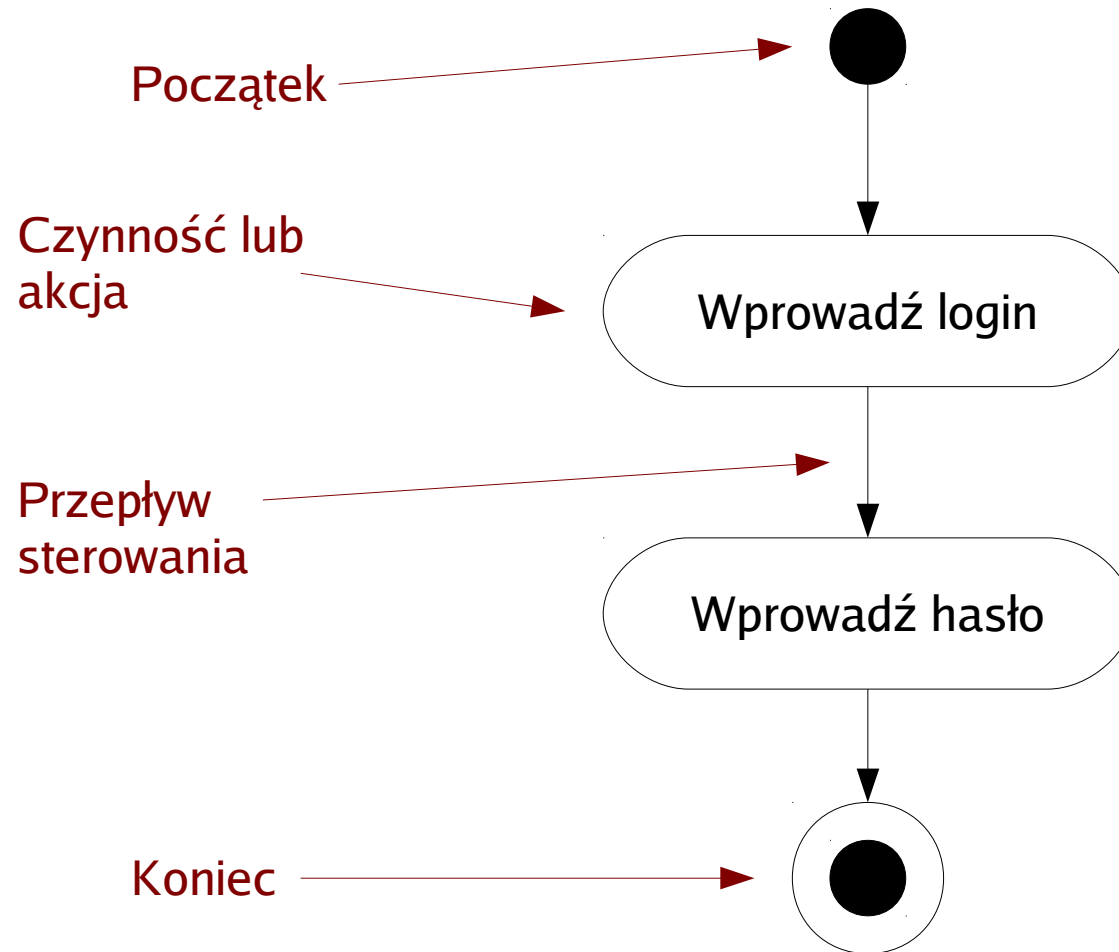 Początek
Czynność lub
akcja
Wprowadź login
Przepływ
sterowania
Wprowadź hasło
Koniec